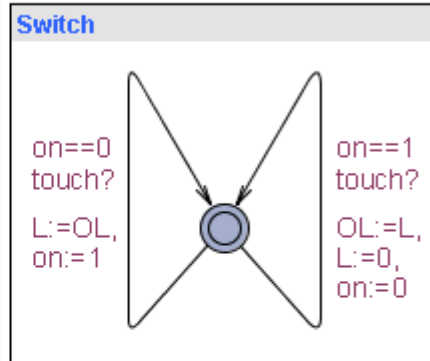 Switch
on==0
touch?
L:=OL,
on:=1
on==1
touch?
OL:=L,
L:=0,
on:=0